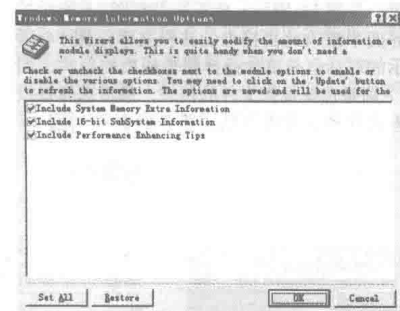 Windows Memory Information Options
This Wizard allows you to easily modify the amount of information a
module displays. This is quite handy when you don't need a
Check or uncheck the checkboxes next to the module options to enable or
disable the various options. You may need to click on the 'Update' button
to refresh the information. The options are saved and will be used for the
Include System Memory Extra Information
Include 16-bit SubSystem Information
Include Performance Enhancing Tips
Set All
Restore
OK
Cancel